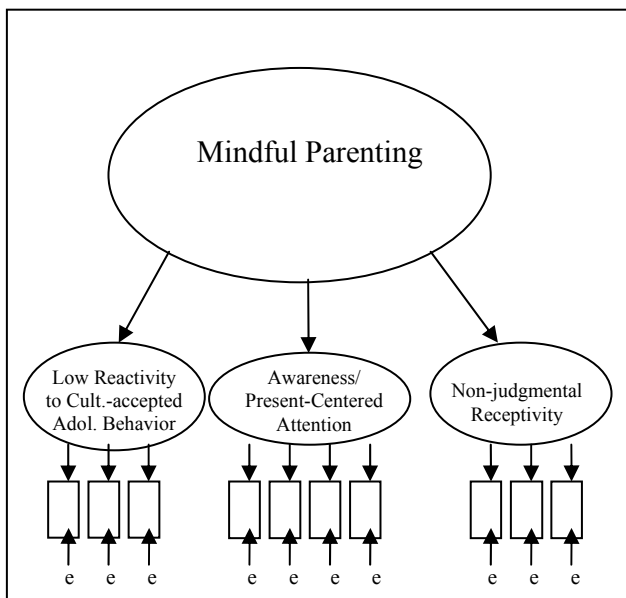 Mindful Parenting
Low Reactivity
to Cult.-accepted
Adol. Behavior
Awareness/
Present-Centered
Attention
Non-judgmental
Receptivity
e e e e e e e e e e